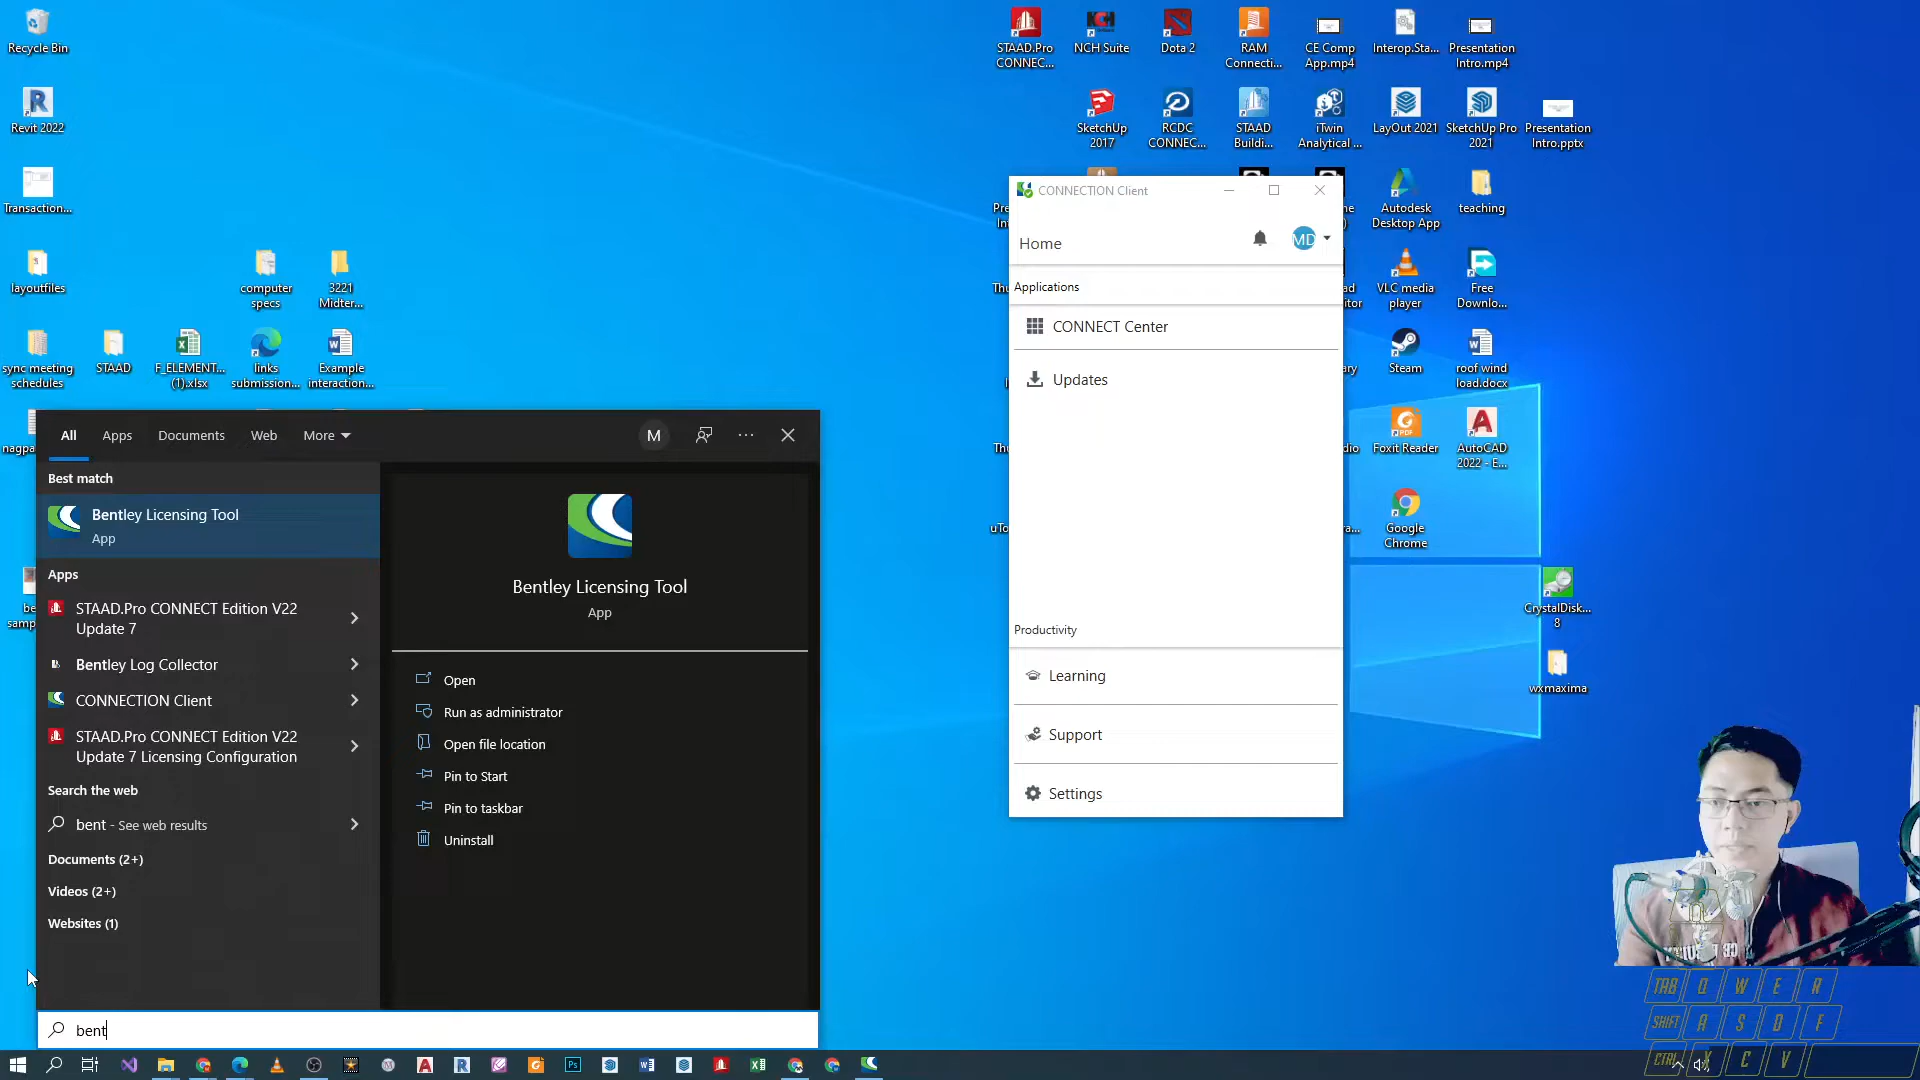 Recycle Bin
Revit 2022
Transaction...
layoutfiles
computer
specs
3221
Midter...
sync meeting
schedules
STAAD
F_ELEMENT...
(1).xlsx
links
submission...
Example
interaction...
STAAD.Pro
CONNEC...
NCH Suite
Dota 2
RAM
Connecti...
CE Comp
App.mp4
Interop.Sta...
Presentation
Intro.mp4
SketchUp
2017
RCDC
CONNEC...
STAAD
Buildi...
iTwin
Analytical ...
LayOut 2021
SketchUp Pro
2021
Presentation
Intro.pptx
Autodesk
Desktop App
teaching
VLC media
player
Free
Downlo...
Steam
roof wind
load.docx
Foxit Reader
AutoCAD
2022 - E...
Google
Chrome
CrystalDisk...
8
wxmaxima
CONNECTION Client
Home
MD
Applications
CONNECT Center
Updates
Productivity
Learning
Support
Settings
All
Apps
Documents
Web
More
M
Best match
Bentley Licensing Tool
App
Apps
STAAD.Pro CONNECT Edition V22
Update 7
Bentley Log Collector
CONNECTION Client
STAAD.Pro CONNECT Edition V22
Update 7 Licensing Configuration
Search the web
bent - See web results
Documents (2+)
Videos (2+)
Websites (1)
Bentley Licensing Tool
App
Open
Run as administrator
Open file location
Pin to Start
Pin to taskbar
Uninstall
bent
TAB Q W E R
SHIFT A S D F
CTRL X C V